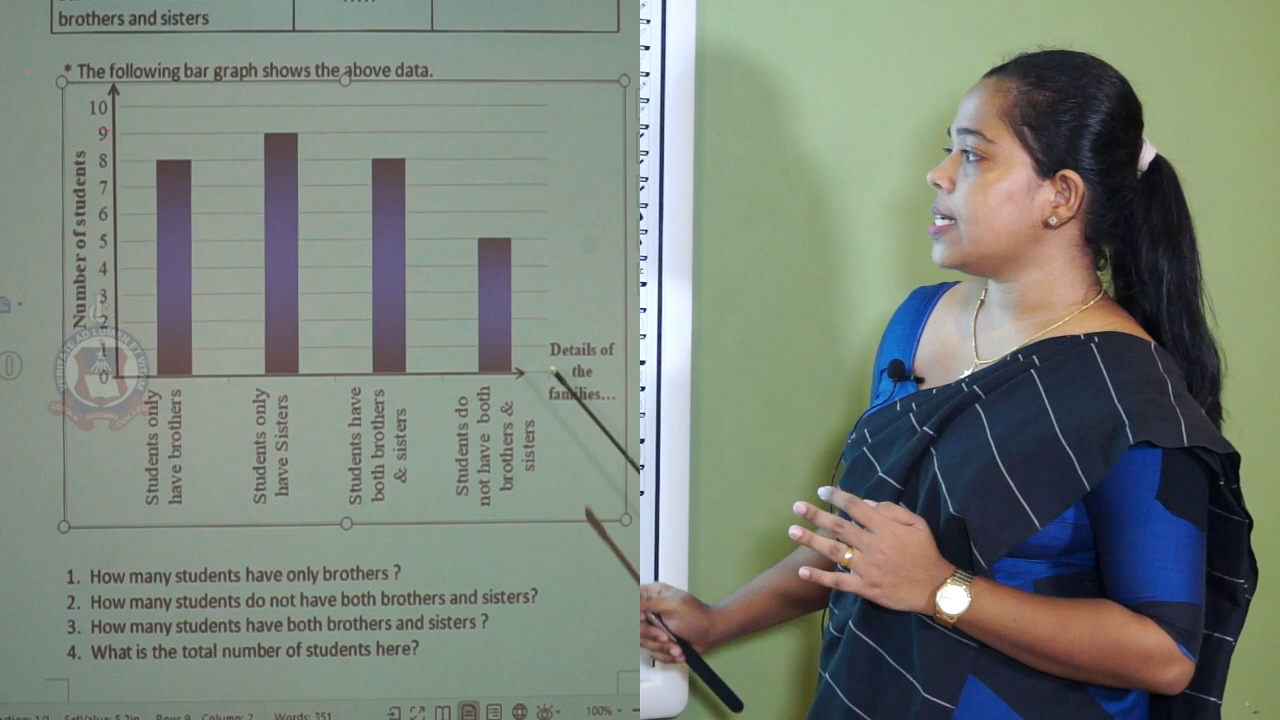 brothers and sisters
* The following bar graph shows the above data.
10
9
8
7
6
5
4
3
2
1
0
Number of students
Students only
have brothers
Students only
have Sisters
Students have
both brothers
& sisters
Students do
not have both
brothers &
sisters
Details of
the
families...
1. How many students have only brothers ?
2. How many students do not have both brothers and sisters?
3. How many students have both brothers and sisters ?
4. What is the total number of students here?
Column: 2 Words: 351 100%